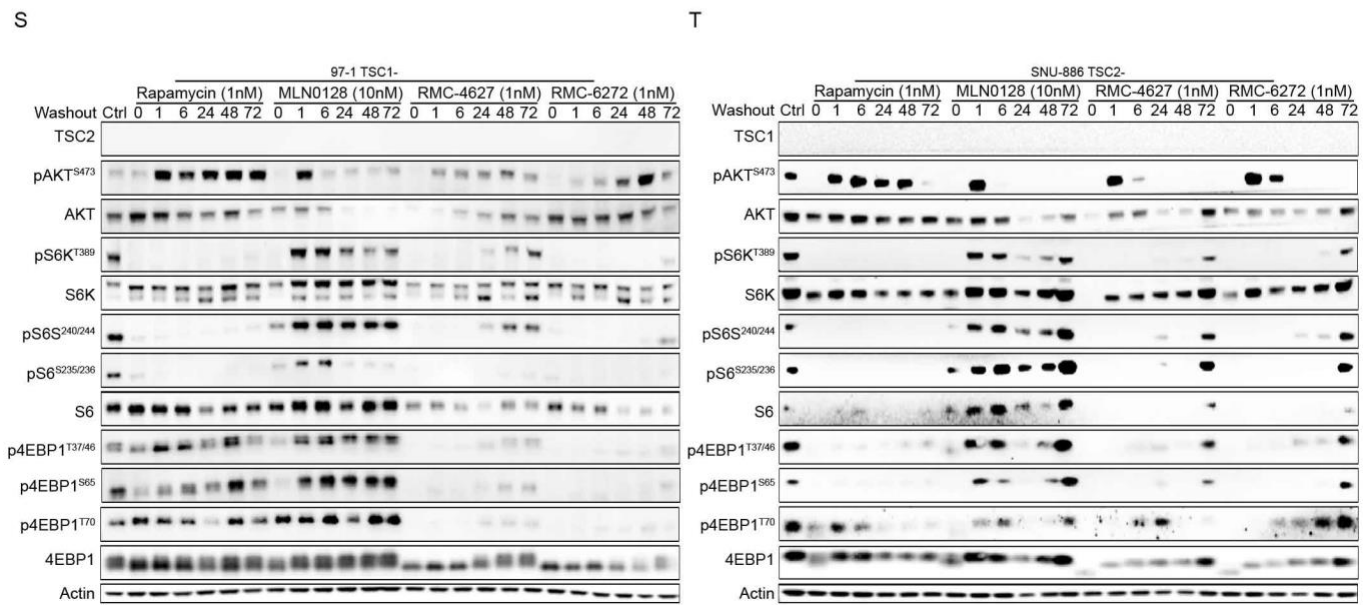 S
97-1 TSC1-
Rapamycin (1nM) MLN0128 (10nM) RMC-4627 (1nM) RMC-6272 (1nM)
Washout Ctrl 0 1 6 24 48 72 0 1 6 24 48 72 0 1 6 24 48 72 0 1 6 24 48 72
TSC2
pAKTS473
AKT
pS6KT389
S6K
pS6S240/244
pS6S235/236
S6
p4EBP1T37/46
p4EBP1S65
p4EBP1T70
4EBP1
Actin
T
SNU-886 TSC2-
Rapamycin (1nM) MLN0128 (10nM) RMC-4627 (1nM) RMC-6272 (1nM)
Washout Ctrl 0 1 6 24 48 72 0 1 6 24 48 72 0 1 6 24 48 72 0 1 6 24 48 72
TSC1
pAKTS473
AKT
pS6KT389
S6K
pS6S240/244
pS6S235/236
S6
p4EBP1T37/46
p4EBP1S65
p4EBP1T70
4EBP1
Actin